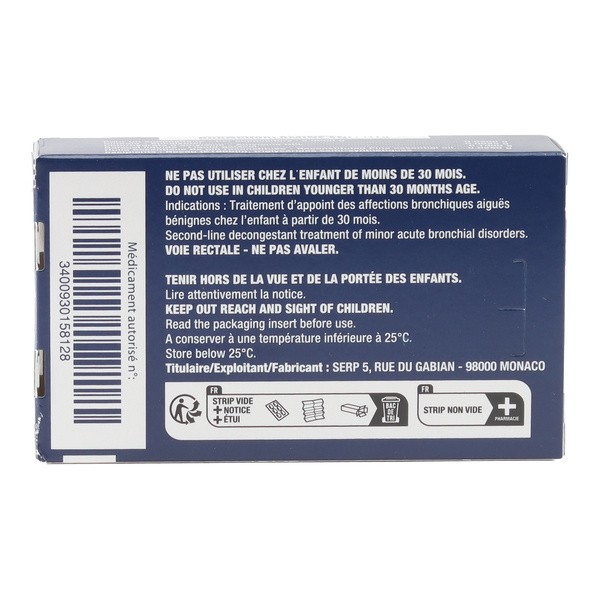 NE PAS UTILISER CHEZ L'ENFANT DE MOINS DE 30 MOIS.
DO NOT USE IN CHILDREN YOUNGER THAN 30 MONTHS AGE.
Indications : Traitement d'appoint des affections bronchiques aiguës
bénignes chez l'enfant à partir de 30 mois.
Second-line decongestant treatment of minor acute bronchial disorders.
VOIE RECTALE - NE PAS AVALER.
TENIR HORS DE LA VUE ET DE LA PORTÉE DES ENFANTS.
Lire attentivement la notice.
KEEP OUT REACH AND SIGHT OF CHILDREN.
Read the packaging insert before use.
A conserver à une température inférieure à 25°C.
Store below 25°C.
Titulaire/Exploitant/Fabricant : SERP 5, RUE DU GABIAN - 98000 MONACO
Médicament autorisé n°:
3400930158128
FR
STRIP VIDE
+ NOTICE
+ ÉTUI
BAC
DE
TRI
FR
STRIP NON VIDE
PHARMACIE